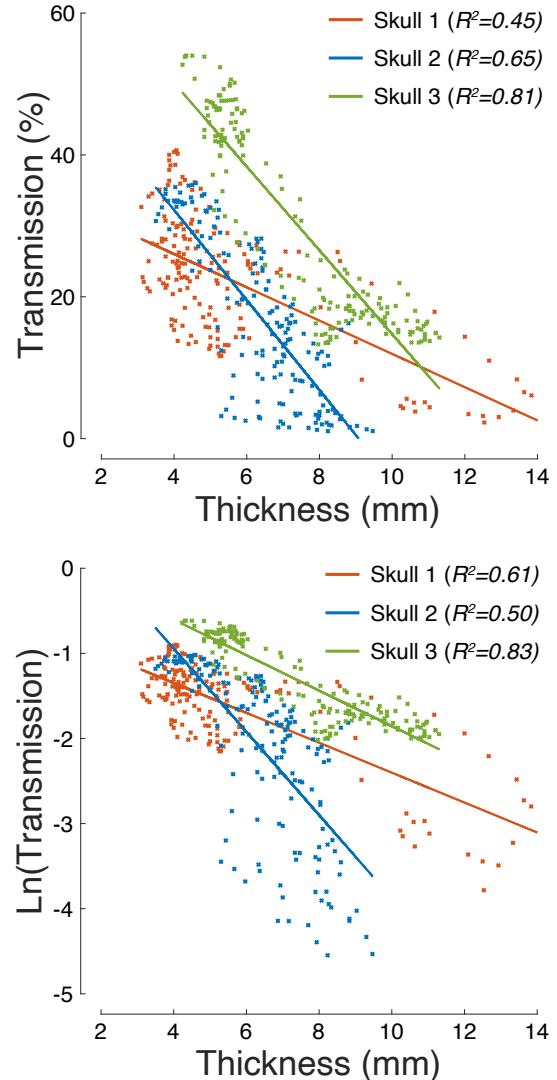 60
Skull 1 (R²=0.45)
Skull 2 (R²=0.65)
Skull 3 (R²=0.81)
40
20
0
Transmission (%)
2 4 6 8 10 12 14
Thickness (mm)
0
Skull 1 (R²=0.61)
Skull 2 (R²=0.50)
Skull 3 (R²=0.83)
-1
-2
-3
-4
-5
Ln(Transmission)
2 4 6 8 10 12 14
Thickness (mm)